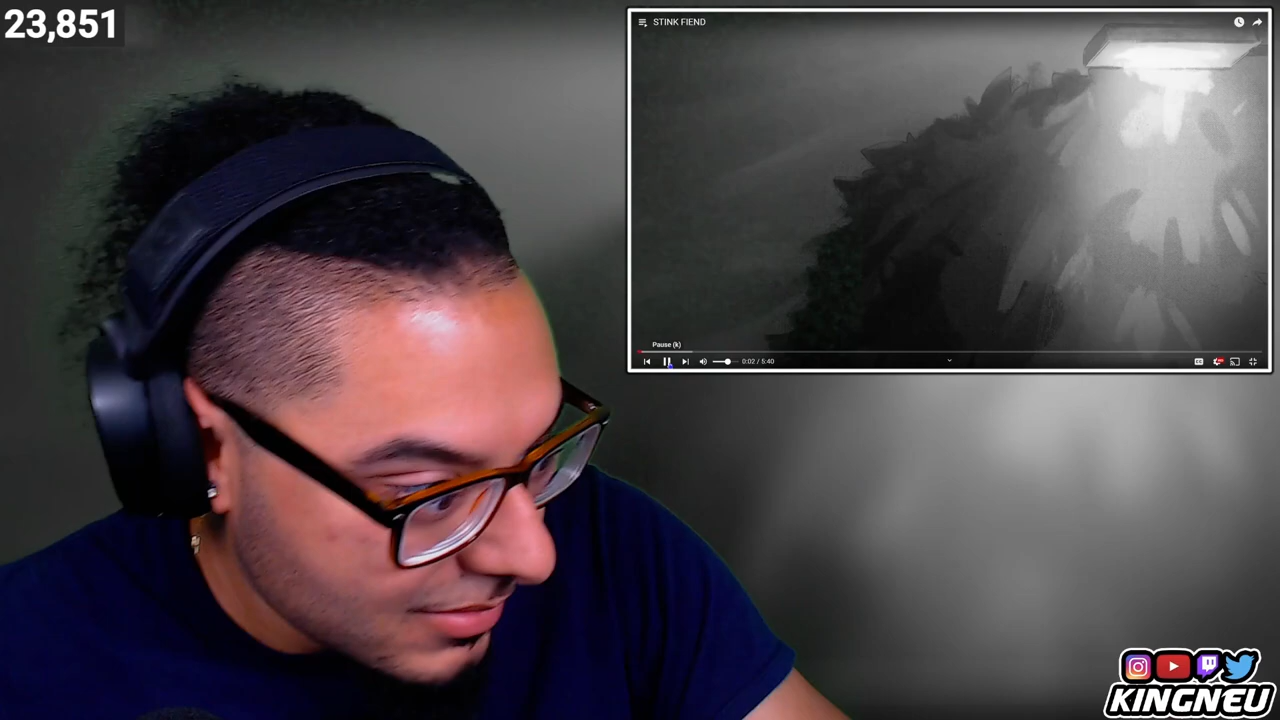 23,851
STINK FIEND
Pause (k)
0:02 / 5:40
KINGNEU